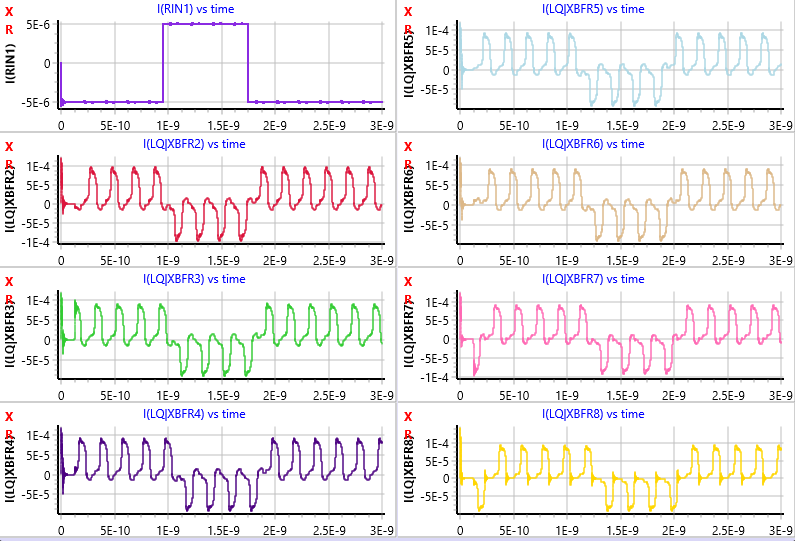 X
R
I(RIN1) vs time
I(RIN1)
5E-6
0
-5E-6
0 5E-10 1E-9 1.5E-9 2E-9 2.5E-9 3E-9
X
R
I(LQ|XBFR5) vs time
I(LQ|XBFR5)
1E-4
5E-5
0
-5E-5
0 5E-10 1E-9 1.5E-9 2E-9 2.5E-9 3E-9
X
R
I(LQ|XBFR2) vs time
I(LQ|XBFR2)
1E-4
5E-5
0
-5E-5
-1E-4
0 5E-10 1E-9 1.5E-9 2E-9 2.5E-9 3E-9
X
R
I(LQ|XBFR6) vs time
I(LQ|XBFR6)
1E-4
5E-5
0
-5E-5
0 5E-10 1E-9 1.5E-9 2E-9 2.5E-9 3E-9
X
R
I(LQ|XBFR3) vs time
I(LQ|XBFR3)
1E-4
5E-5
0
-5E-5
0 5E-10 1E-9 1.5E-9 2E-9 2.5E-9 3E-9
X
R
I(LQ|XBFR7) vs time
I(LQ|XBFR7)
1E-4
5E-5
0
-5E-5
-1E-4
0 5E-10 1E-9 1.5E-9 2E-9 2.5E-9 3E-9
X
R
I(LQ|XBFR4) vs time
I(LQ|XBFR4)
1E-4
5E-5
0
-5E-5
0 5E-10 1E-9 1.5E-9 2E-9 2.5E-9 3E-9
X
R
I(LQ|XBFR8) vs time
I(LQ|XBFR8)
1E-4
5E-5
0
-5E-5
0 5E-10 1E-9 1.5E-9 2E-9 2.5E-9 3E-9